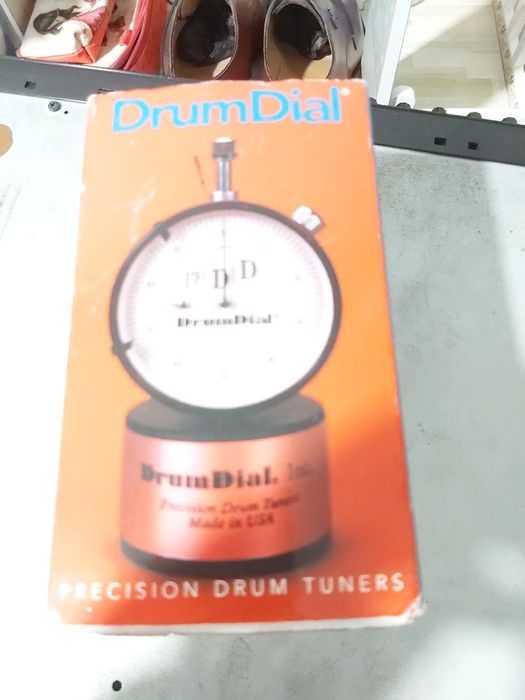 DrumDial®
D D
DrumDial
DrumDial, Inc.
Precision Drum Tuners
Made in USA
PRECISION DRUM TUNERS